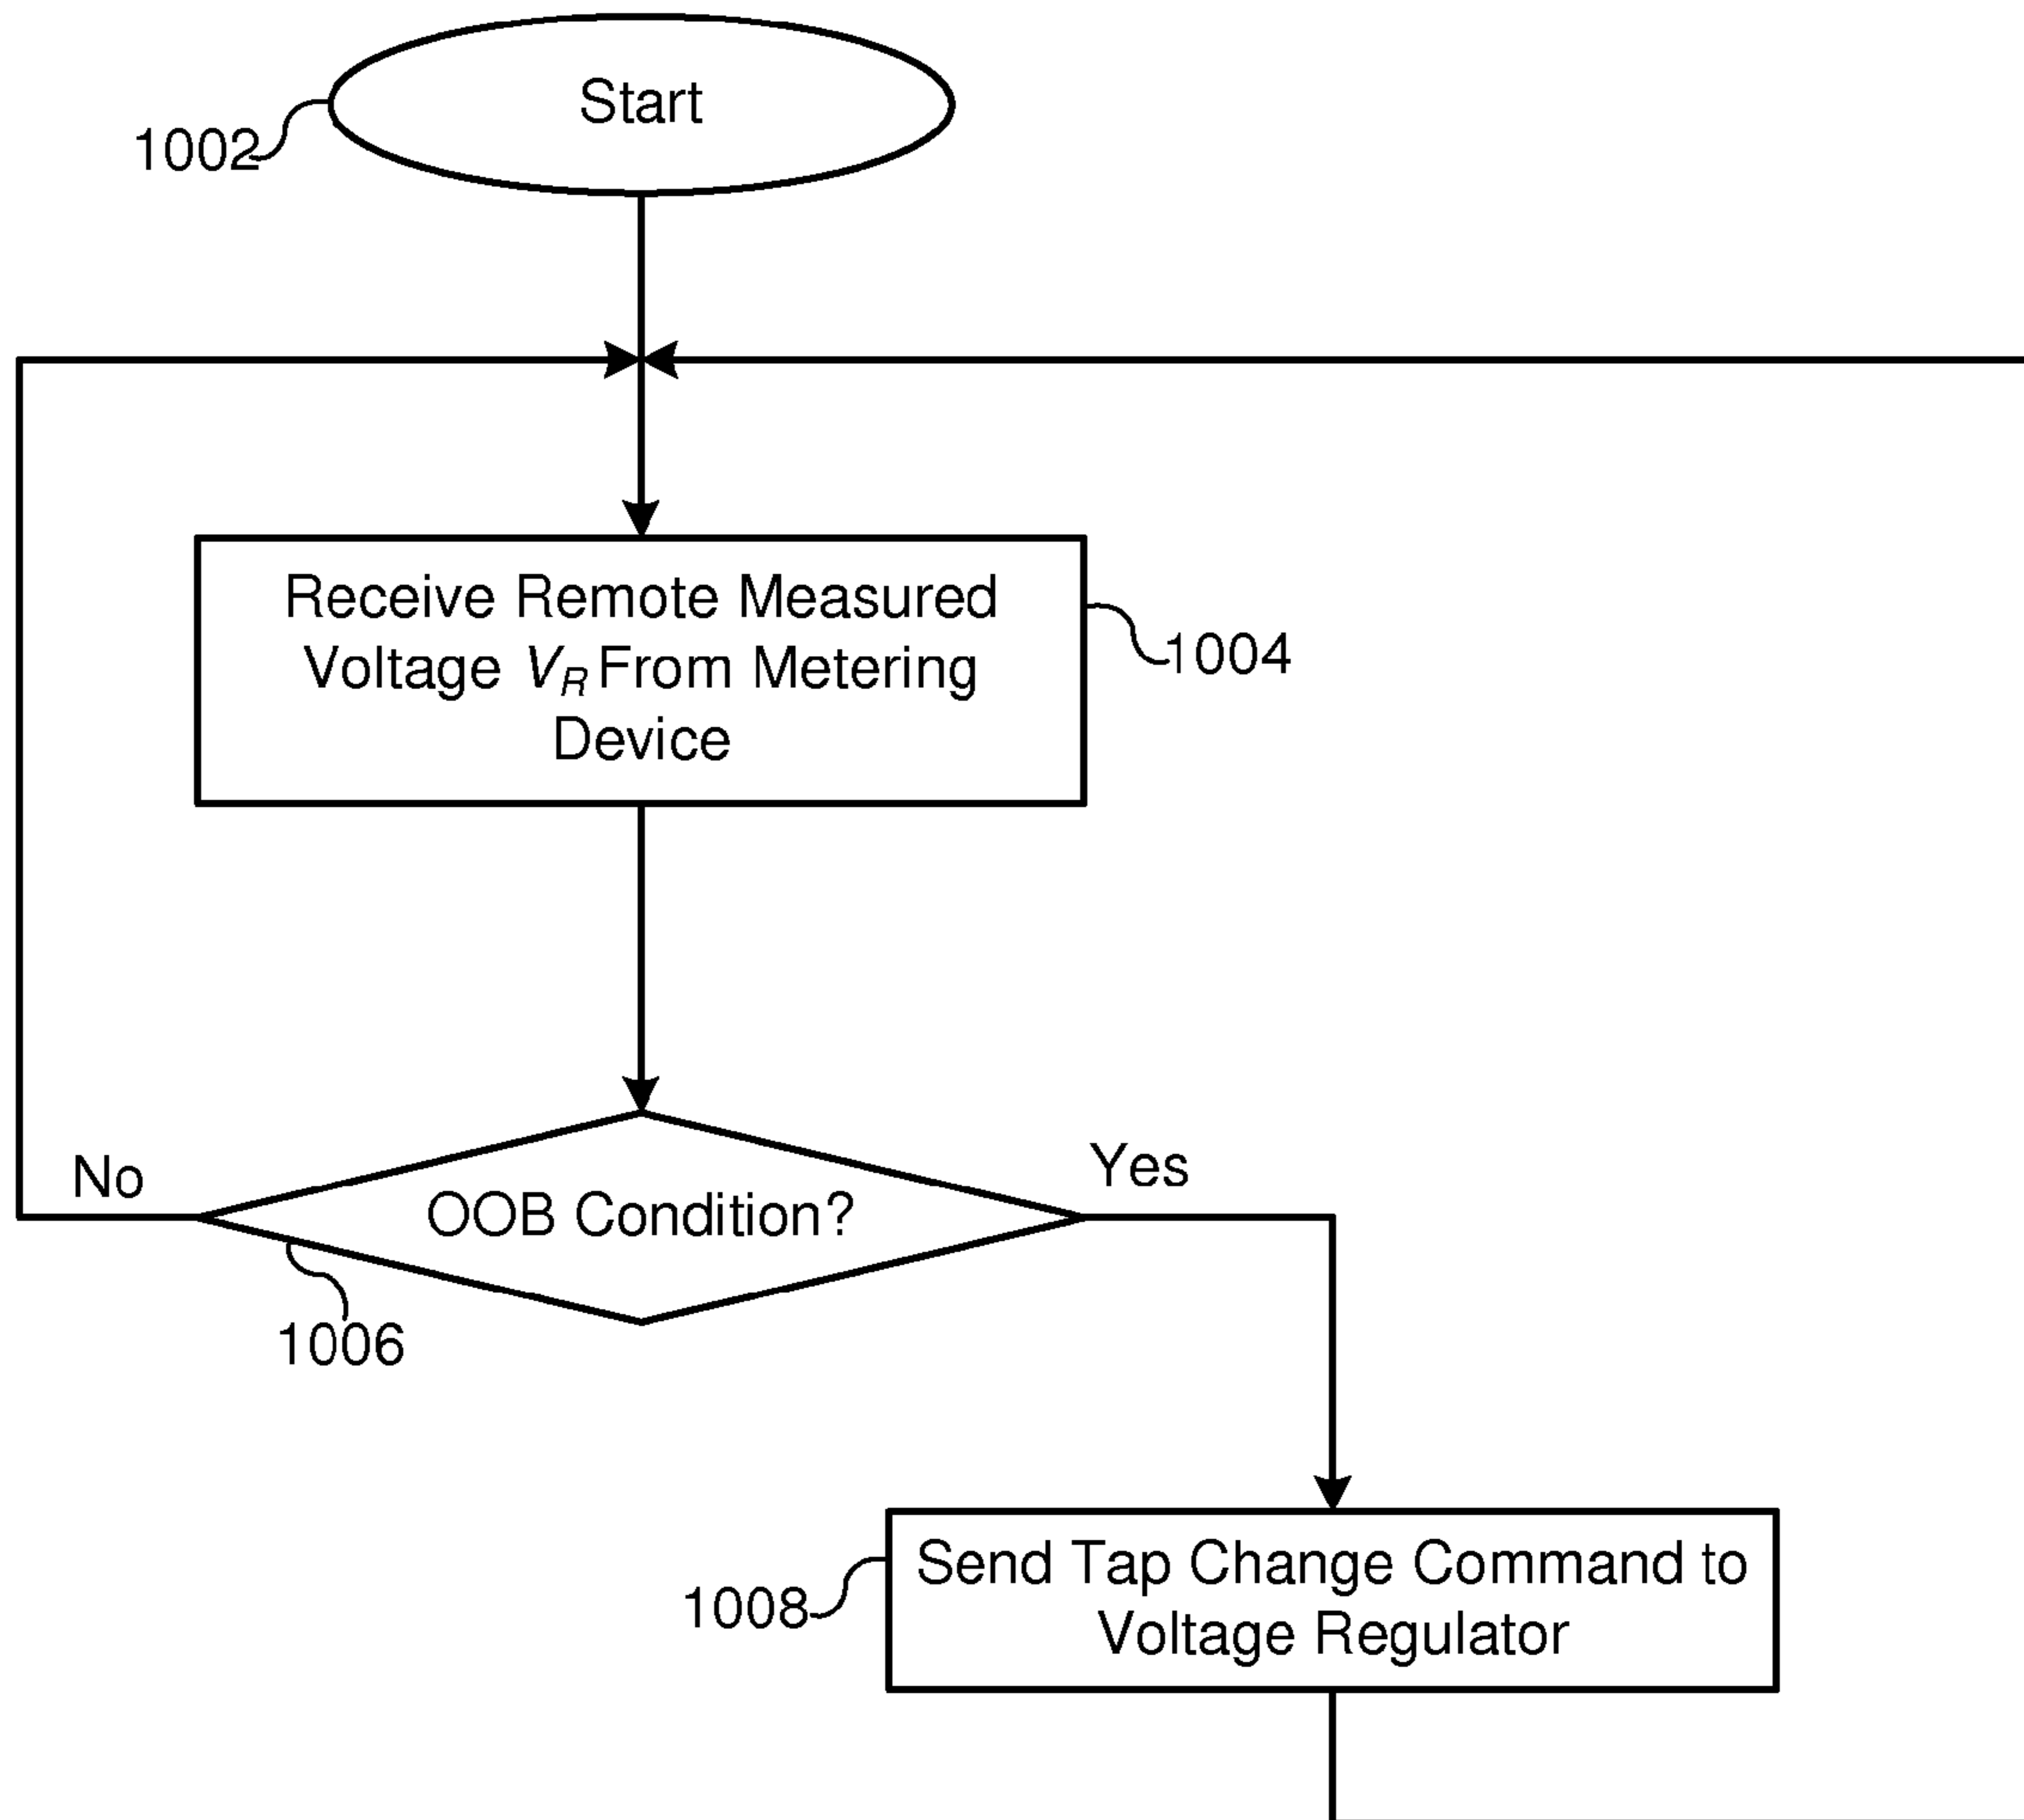 Start
1002
Receive Remote Measured
Voltage VR From Metering
Device
1004
No
OOB Condition?
Yes
1006
Send Tap Change Command to
Voltage Regulator
1008